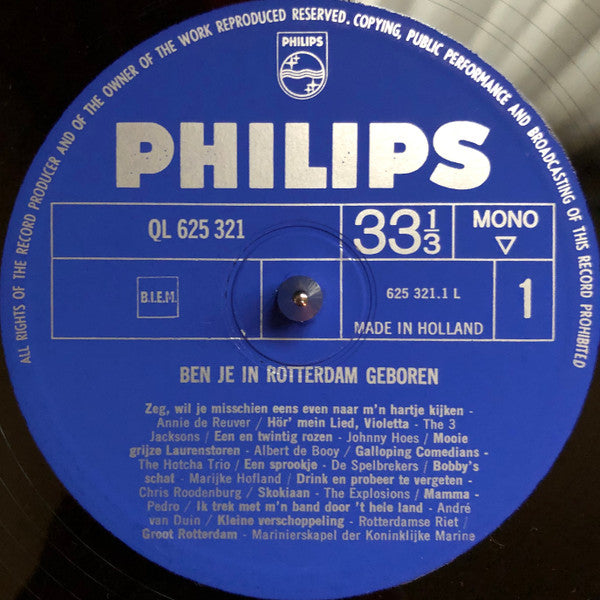 ALL RIGHTS OF THE RECORD PRODUCER AND OF THE OWNER OF THE WORK REPRODUCED RESERVED. COPYING, PUBLIC PERFORMANCE AND BROADCASTING OF THIS RECORD PROHIBITED
PHILIPS
PHILIPS
QL 625 321
33 1/3
MONO
B.I.E.M.
625 321.1 L
1
MADE IN HOLLAND
BEN JE IN ROTTERDAM GEBOREN
Zeg, wil je misschien eens even naar m'n hartje kijken -
Annie de Reuver / Hör' mein Lied, Violetta - The 3
Jacksons / Een en twintig rozen - Johnny Hoes / Mooie
grijze Laurenstoren - Albert de Booy / Galloping Comedians -
The Hotcha Trio / Een sprookje - De Spelbrekers / Bobby's
schat - Marijke Hofland / Drink en probeer te vergeten -
Chris Roodenburg / Skokiaan - The Explosions / Mamma -
Pedro / Ik trek met m'n band door 't hele land - André
van Duin / Kleine verschoppeling - Rotterdamse Riet /
Groot Rotterdam - Marinierskapel der Koninklijke Marine